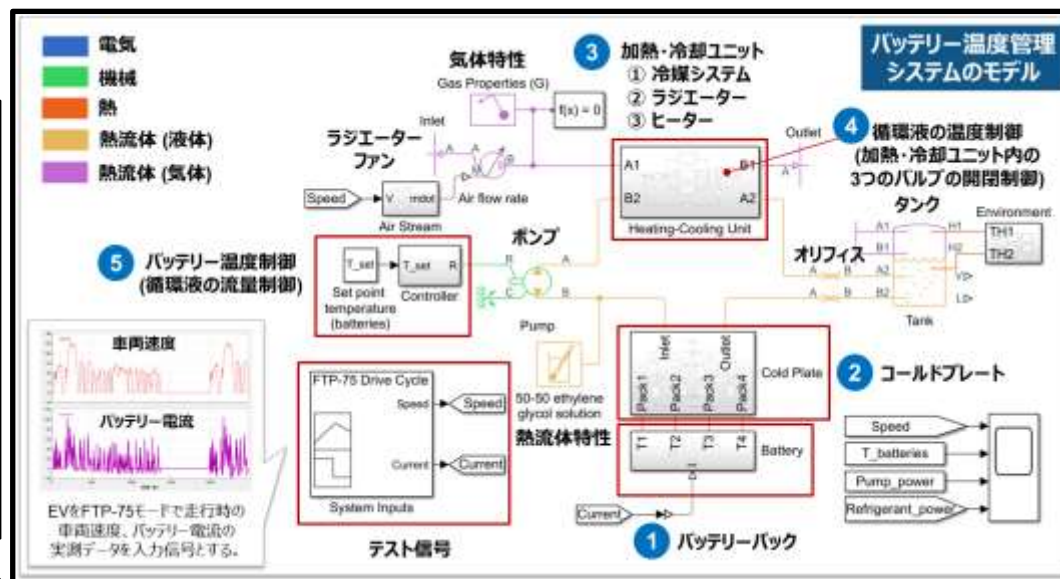 バッテリー温度管理
システムのモデル
電気
機械
熱
熱流体 (液体)
熱流体 (気体)
気体特性
Gas Properties (G)
f(x) = 0
3
加熱・冷却ユニット
① 冷媒システム
② ラジエーター
③ ヒーター
4
循環液の温度制御
(加熱・冷却ユニット内の
3つのバルブの開閉制御)
Inlet
Outlet
ラジエーター
ファン
A
A
B
M
A
A1
B1
B2
A2
Heating-Cooling Unit
Speed
V
mdot
Air flow rate
Air Stream
タンク
Environment
A1
H1
TH1
B1
H2
TH2
オリフィス
A
B
A2
V
A
B
B2
L
Tank
5
バッテリー温度制御
(循環液の流量制御)
T_set
T_set
R
Set point
temperature
(batteries)
Controller
ポンプ
R
A
C
B
Pump
50-50 ethylene
glycol solution
熱流体特性
Inlet
Outlet
Pack1
Pack2
Pack3
Pack4
Cold Plate
2
コールドプレート
T1
T2
T3
T4
Battery
Current
1
バッテリーパック
車両速度
バッテリー電流
EVをFTP-75モードで走行時の
車両速度、バッテリー電流の
実測データを入力信号とする。
FTP-75 Drive Cycle
Speed
Speed
Current
Current
System Inputs
テスト信号
Speed
T_batteries
Pump_power
Refrigerant_power